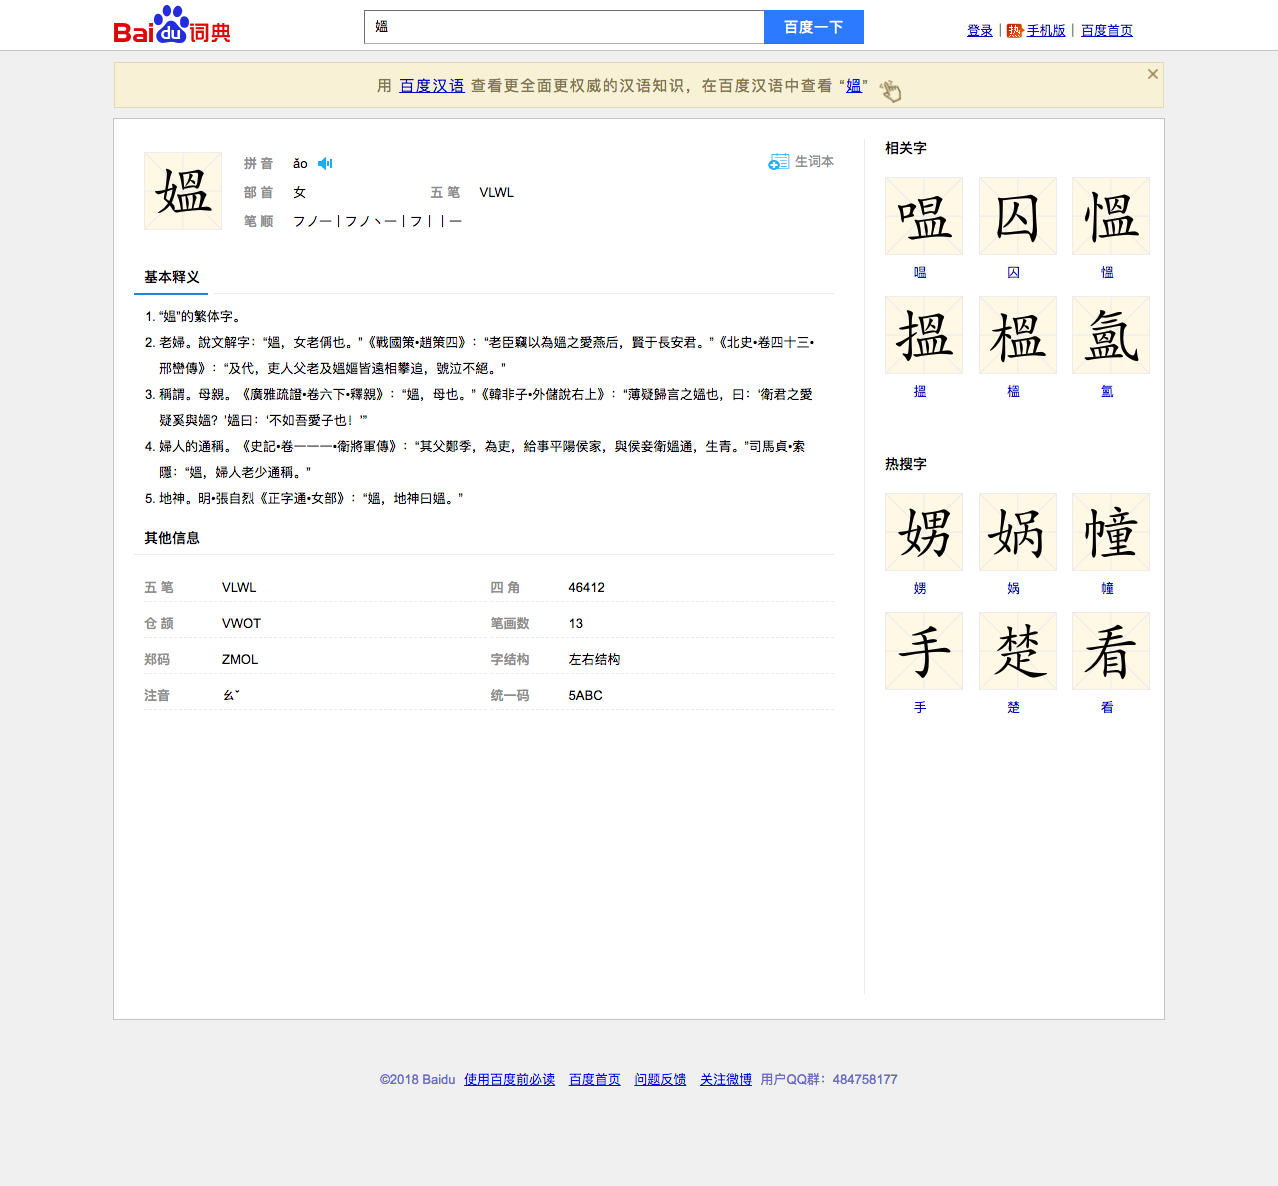 Baidu词典
媪
百度一下
登录 | 热 手机版 | 百度首页
用 百度汉语 查看更全面更权威的汉语知识，在百度汉语中查看 “媼”
媼
拼 音 ǎo
生词本
部 首 女 五 笔 VLWL
笔 顺 フノ一丨フノ丶一丨フ丨丨一
基本释义
1. “媪”的繁体字。
2. 老婦。說文解字：“媼，女老偁也。”《戰國策•趙策四》：“老臣竊以為媼之愛燕后，賢于長安君。”《北史•卷四十三•
邢巒傳》：“及代，吏人父老及媼嫗皆遠相攀追，號泣不絕。”
3. 稱謂。母親。《廣雅疏證•卷六下•釋親》：“媼，母也。”《韓非子•外儲說右上》：“薄疑歸言之媼也，曰：‘衛君之愛
疑奚與媼？’媼曰：‘不如吾愛子也！’”
4. 婦人的通稱。《史記•卷一一一•衛將軍傳》：“其父鄭季，為吏，給事平陽侯家，與侯妾衛媼通，生青。”司馬貞•索
隱：“媼，婦人老少通稱。”
5. 地神。明•張自烈《正字通•女部》：“媼，地神曰媼。”
其他信息
五 笔 VLWL 四 角 46412
仓 颉 VWOT 笔画数 13
郑码 ZMOL 字结构 左右结构
注音 ㄠˇ 统一码 5ABC
相关字
嗢 囚 慍
嗢 囚 慍
搵 榲 氳
搵 榲 氳
热搜字
娚 娲 幢
娚 娲 幢
手 楚 看
手 楚 看
©2018 Baidu 使用百度前必读 百度首页 问题反馈 关注微博 用户QQ群：484758177